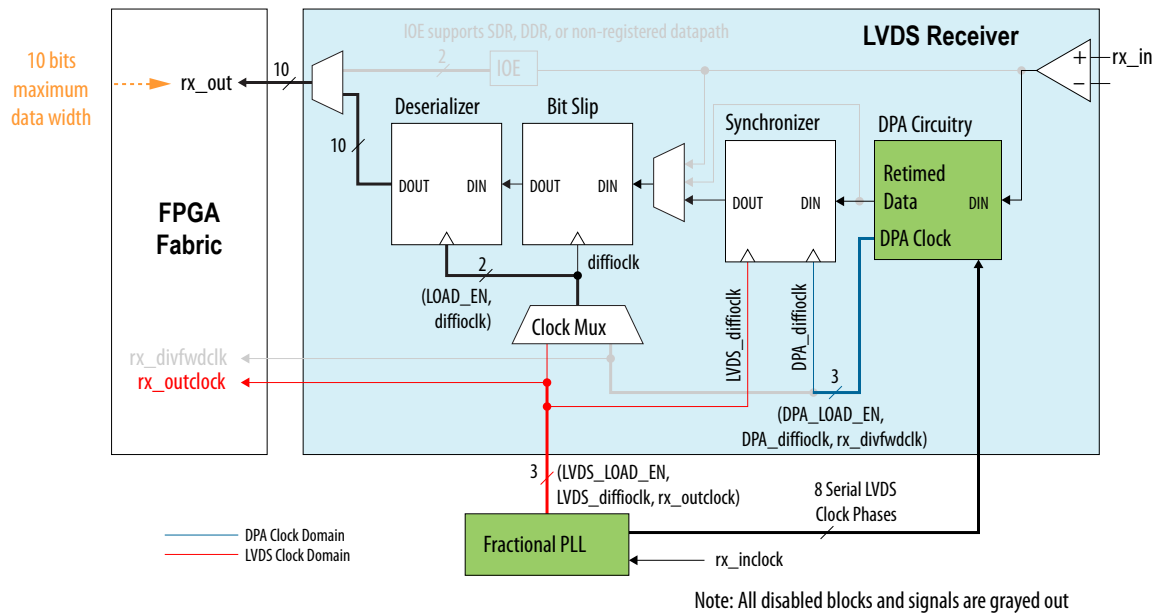 IOE supports SDR, DDR, or non-registered datapath
LVDS Receiver
2
IOE
+
−
rx_in
10 bits
maximum
data width
rx_out
10
Deserializer
Bit Slip
Synchronizer
DPA Circuitry
10
DOUT
DIN
DOUT
DIN
DOUT
DIN
Retimed
Data
DIN
DPA Clock
FPGA
Fabric
2
(LOAD_EN,
diffioclk)
diffioclk
Clock Mux
LVDS_diffioclk
DPA_diffioclk
rx_divfwdclk
rx_outclock
3
(DPA_LOAD_EN,
DPA_diffioclk, rx_divfwdclk)
3
(LVDS_LOAD_EN,
LVDS_diffioclk, rx_outclock)
8 Serial LVDS
Clock Phases
DPA Clock Domain
LVDS Clock Domain
Fractional PLL
rx_inclock
Note: All disabled blocks and signals are grayed out